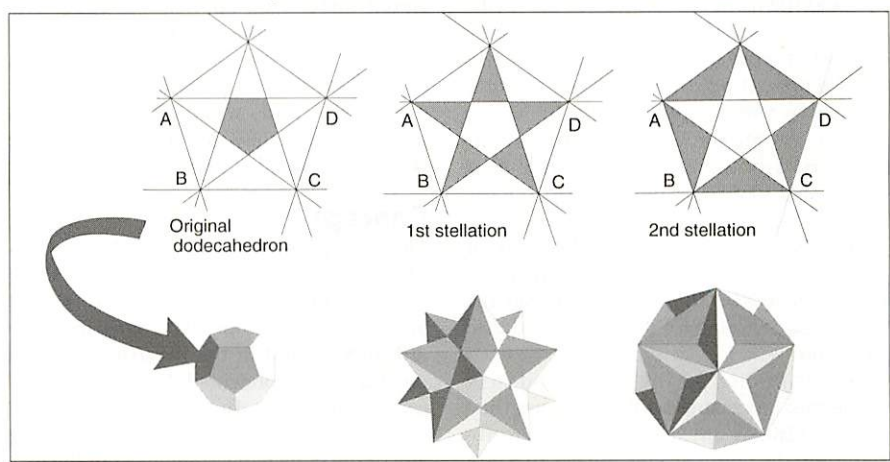 A
D
B
C
Original
dodecahedron
A
D
B
C
1st stellation
A
D
B
C
2nd stellation